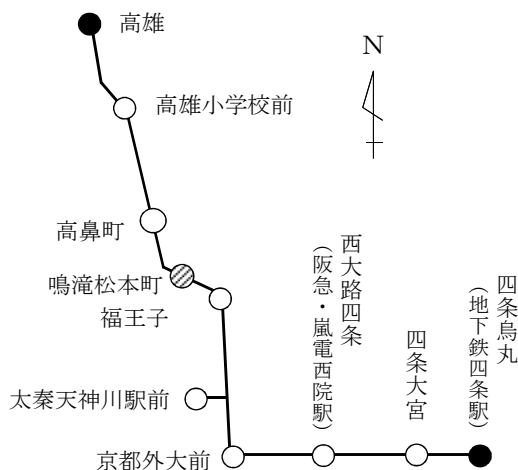 高雄
N
高雄小学校前
高鼻町
鳴滝松本町
福王子
太秦天神川駅前
京都外大前
西大路四条
(阪急・嵐電西院駅)
四条大宮
四条烏丸
(地下鉄四条駅)